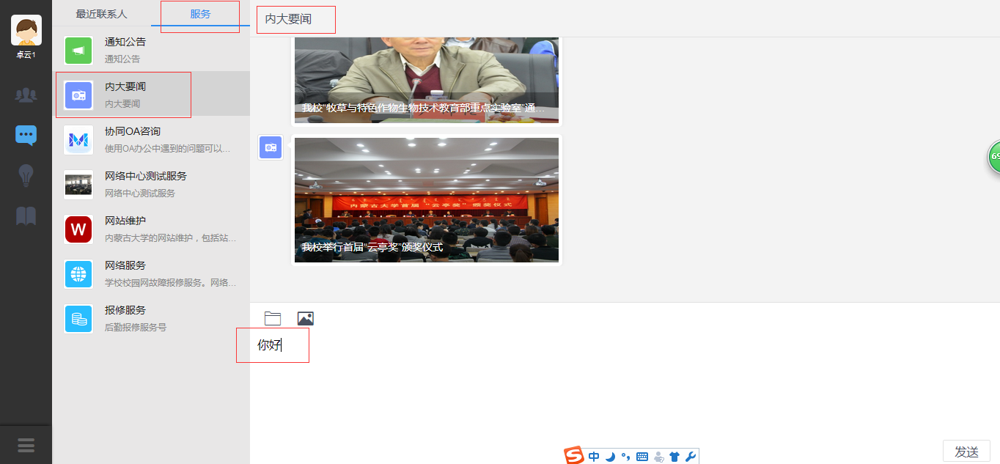 最近联系人
服务
内大要闻
卓云1
通知公告
通知公告
内大要闻
内大要闻
协同OA咨询
使用OA办公中遇到的问题可以...
网络中心测试服务
网络中心测试服务
网站维护
W
内蒙古大学的网站维护，包括站...
网络服务
学校校园网故障报修服务。网络...
报修服务
后勤报修服务号
我校“牧草与特色作物生物技术教育部重点实验室”通...
内蒙古大学首届“云亭奖”颁奖仪式
我校举行首届“云亭奖”颁奖仪式
69
你好
S 中
发送